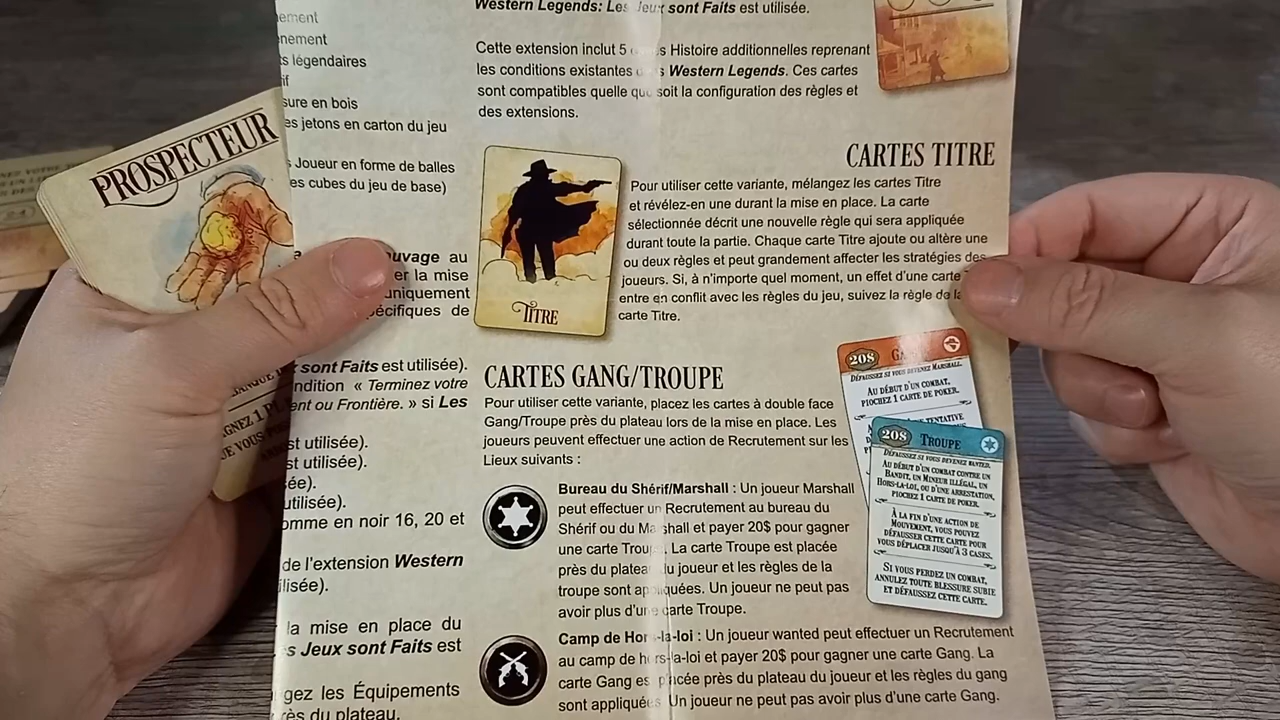 PROSPECTEUR
légendaires
en bois
jetons en carton du jeu
Joueur en forme de balles
cubes du jeu de base)
au
la mise
uniquement
de
sont Faits est utilisée).
« Terminez votre
ou Frontière. » si Les
utilisée).
utilisée).
utilisée).
en noir 16, 20 et
de l'extension Western
la mise en place du
Jeux sont Faits est
les Équipements
du plateau.
Western Legends: Les Jeux sont Faits est utilisée.
Cette extension inclut 5 Histoire additionnelles reprenant
les conditions existantes Western Legends. Ces cartes
sont compatibles quelle que soit la configuration des règles et
des extensions.
CARTES TITRE
Pour utiliser cette variante, mélangez les cartes Titre
et révélez-en une durant la mise en place. La carte
sélectionnée décrit une nouvelle règle qui sera appliquée
durant toute la partie. Chaque carte Titre ajoute ou altère une
ou deux règles et peut grandement affecter les stratégies des
joueurs. Si, à n'importe quel moment, un effet d'une carte
entre en conflit avec les règles du jeu, suivez la règle de la
carte Titre.
TITRE
CARTES GANG/TROUPE
Pour utiliser cette variante, placez les cartes à double face
Gang/Troupe près du plateau lors de la mise en place. Les
joueurs peuvent effectuer une action de Recrutement sur les
Lieux suivants :
Bureau du Shérif/Marshall : Un joueur Marshall
peut effectuer un Recrutement au bureau du
Shérif ou du Marshall et payer 20$ pour gagner
une carte Troupe. La carte Troupe est placée
près du plateau du joueur et les règles de la
troupe sont appliquées. Un joueur ne peut pas
avoir plus d'une carte Troupe.
Camp de Hors-la-loi : Un joueur wanted peut effectuer un Recrutement
au camp de hors-la-loi et payer 20$ pour gagner une carte Gang. La
carte Gang est placée près du plateau du joueur et les règles du gang
sont appliquées. Un joueur ne peut pas avoir plus d'une carte Gang.
20$
DÉFAUSSEZ SI VOUS DEVENEZ MARSHALL.
AU DÉBUT D'UN COMBAT,
PIOCHEZ 1 CARTE DE POKER.
TENTATIVE
20$ TROUPE
DÉFAUSSEZ SI VOUS DEVENEZ WANTED.
AU DÉBUT D'UN COMBAT CONTRE UN
BANDIT, UN MINEUR ILLÉGAL, UN
HORS-LA-LOI, OU D'UNE ARRESTATION,
PIOCHEZ 1 CARTE DE POKER.
À LA FIN D'UNE ACTION DE
MOUVEMENT, VOUS POUVEZ
DÉFAUSSER CETTE CARTE POUR
VOUS DÉPLACER JUSQU'À 3 CASES.
SI VOUS PERDEZ UN COMBAT,
ANNULEZ TOUTE BLESSURE SUBIE
ET DÉFAUSSEZ CETTE CARTE.